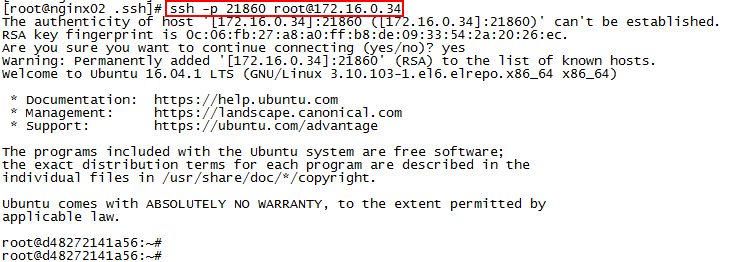 [root@nginx02 .ssh]# ssh -p 21860 root@172.16.0.34
The authenticity of host '[172.16.0.34]:21860 ([172.16.0.34]:21860)' can't be established.
RSA key fingerprint is 0c:06:fb:27:a8:a0:ff:b8:de:09:33:54:2a:20:26:ec.
Are you sure you want to continue connecting (yes/no)? yes
Warning: Permanently added '[172.16.0.34]:21860' (RSA) to the list of known hosts.
Welcome to Ubuntu 16.04.1 LTS (GNU/Linux 3.10.103-1.el6.elrepo.x86_64 x86_64)
* Documentation:  https://help.ubuntu.com
* Management:     https://landscape.canonical.com
* Support:        https://ubuntu.com/advantage
The programs included with the Ubuntu system are free software;
the exact distribution terms for each program are described in the
individual files in /usr/share/doc/*/copyright.
Ubuntu comes with ABSOLUTELY NO WARRANTY, to the extent permitted by
applicable law.
root@d48272141a56:~#
root@d48272141a56:~#